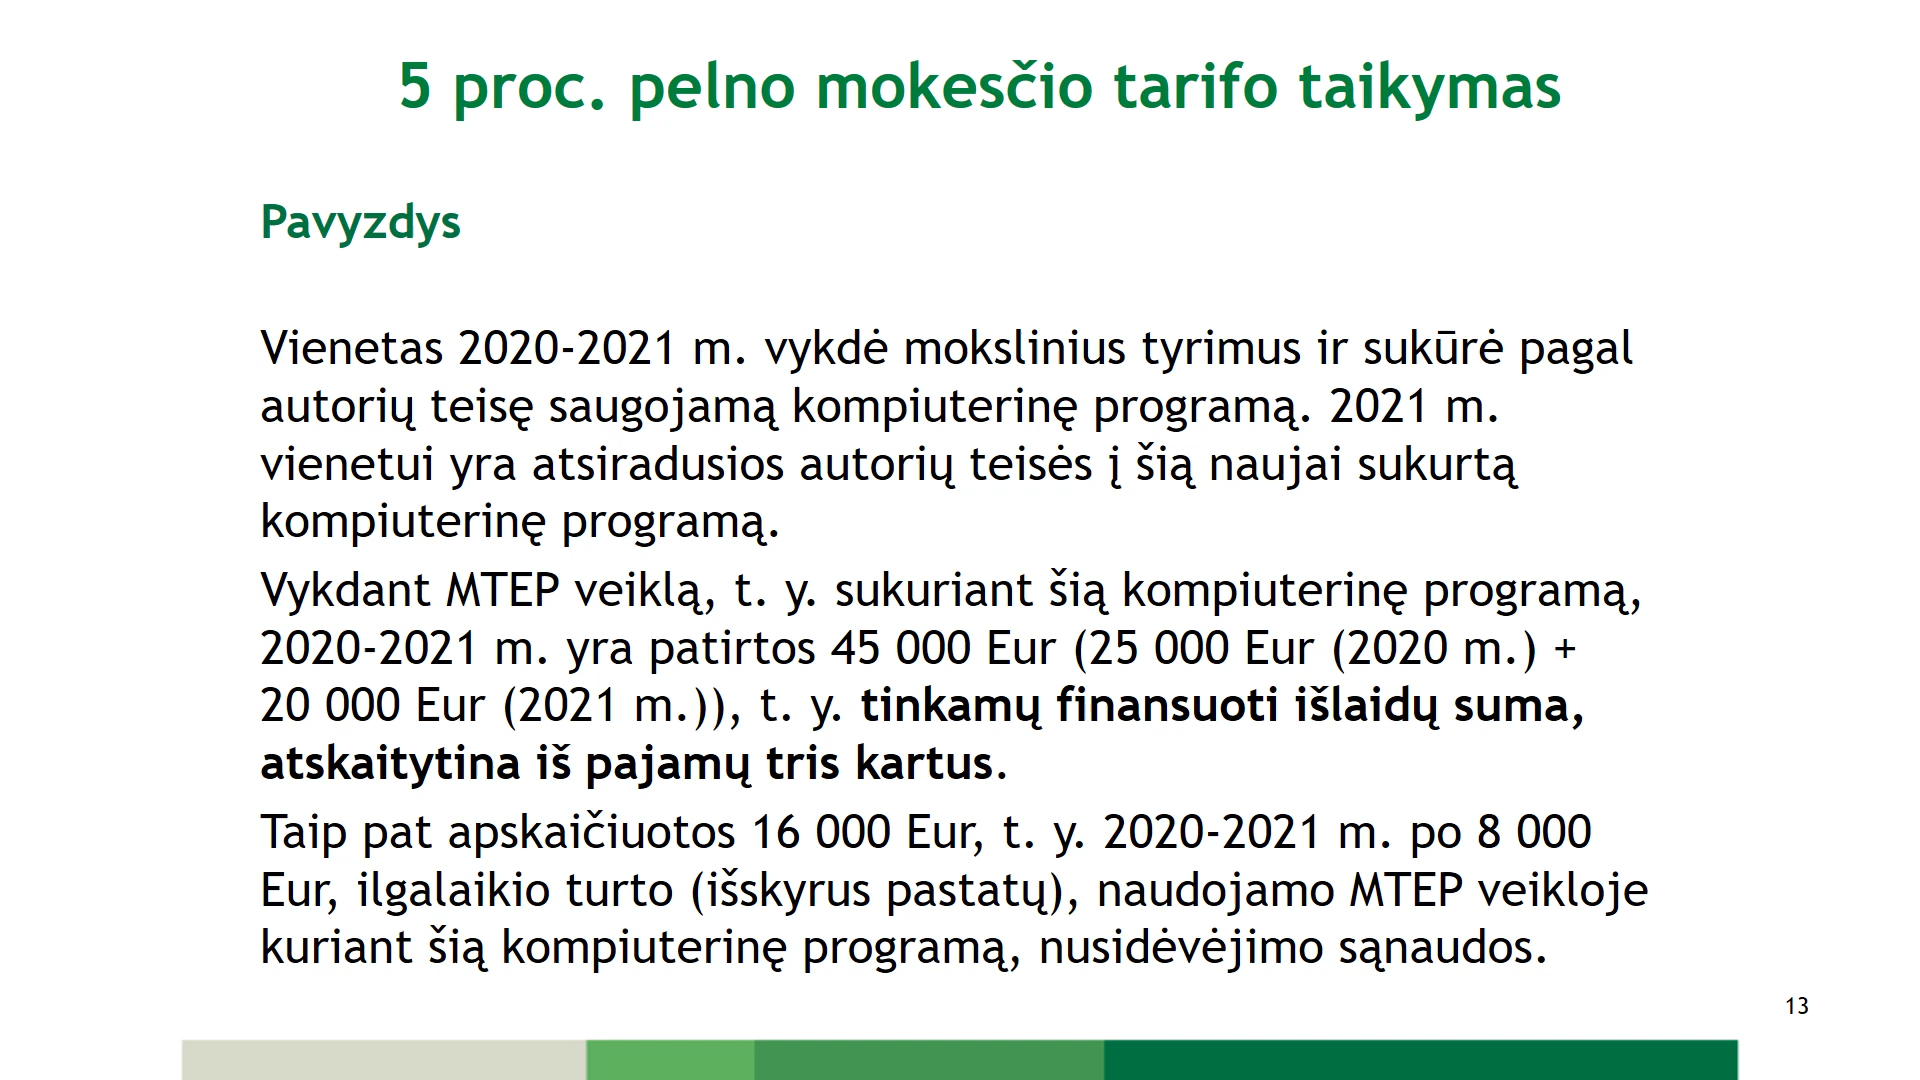 5 proc. pelno mokesčio tarifo taikymas
Pavyzdys
Vienetas 2020-2021 m. vykdė mokslinius tyrimus ir sukūrė pagal
autorių teisę saugojamą kompiuterinę programą. 2021 m.
vienetui yra atsiradusios autorių teisės į šią naujai sukurtą
kompiuterinę programą.
Vykdant MTEP veiklą, t. y. sukuriant šią kompiuterinę programą,
2020-2021 m. yra patirtos 45 000 Eur (25 000 Eur (2020 m.) +
20 000 Eur (2021 m.)), t. y. tinkamų finansuoti išlaidų suma,
atskaitytina iš pajamų tris kartus.
Taip pat apskaičiuotos 16 000 Eur, t. y. 2020-2021 m. po 8 000
Eur, ilgalaikio turto (išskyrus pastatų), naudojamo MTEP veikloje
kuriant šią kompiuterinę programą, nusidėvėjimo sąnaudos.
13